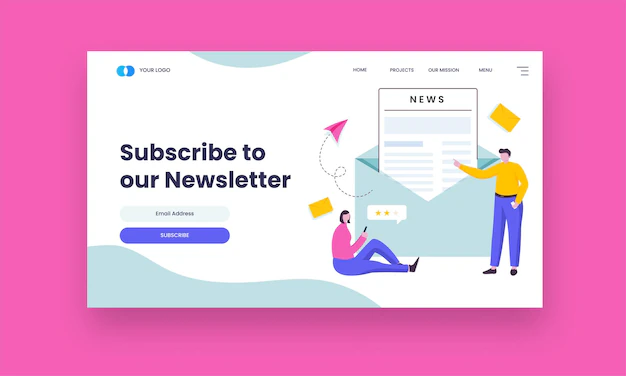 YOUR LOGO
HOME
PROJECTS
OUR MISSION
MENU
NEWS
Subscribe to
our Newsletter
Email Address
SUBSCRIBE